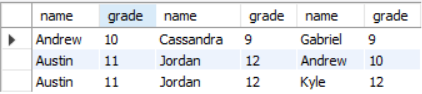 name grade name grade name grade
Andrew 10 Cassandra 9 Gabriel 9
Austin 11 Jordan 12 Andrew 10
Austin 11 Jordan 12 Kyle 12